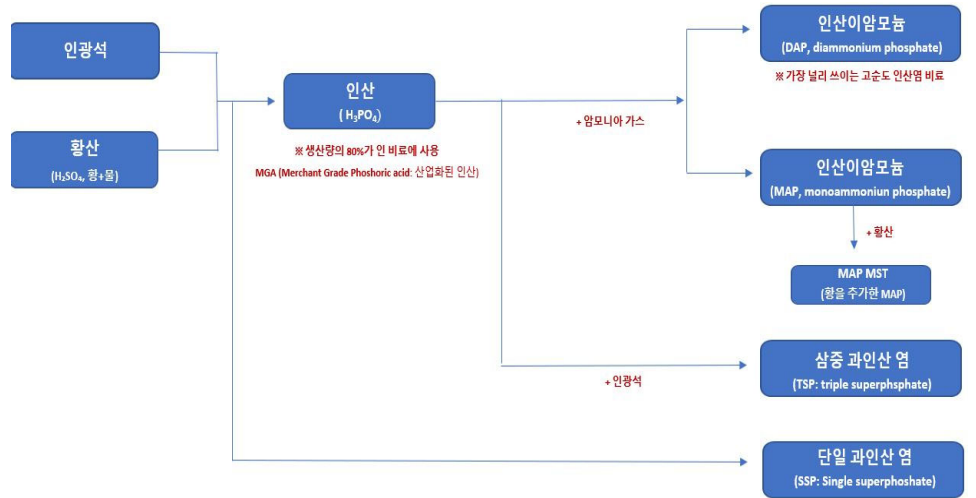 인광석
황산
(H₂SO₄, 황+물)
인산
( H₃PO₄)
※ 생산량의 80%가 인 비료에 사용
MGA (Merchant Grade Phoshoric acid: 산업화된 인산)
+ 암모니아 가스
인산이암모늄
(DAP, diammonium phosphate)
※ 가장 널리 쓰이는 고순도 인산염 비료
인산이암모늄
(MAP, monoammoniun phosphate)
+ 황산
MAP MST
(황을 추가한 MAP)
+ 인광석
삼중 과인산 염
(TSP: triple superphsphate)
단일 과인산 염
(SSP: Single superphoshate)